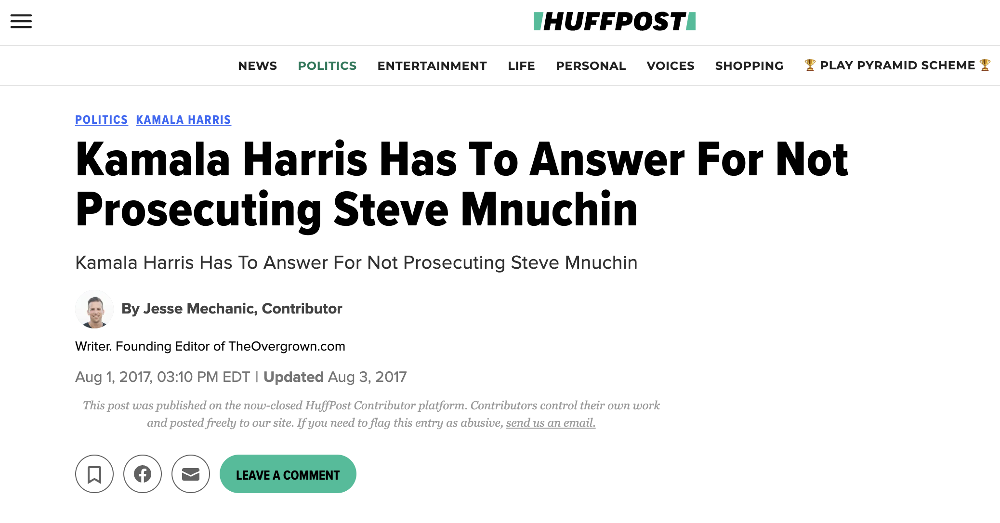 HUFFPOST
NEWS POLITICS ENTERTAINMENT LIFE PERSONAL VOICES SHOPPING 🏆 PLAY PYRAMID SCHEME 🏆
POLITICS KAMALA HARRIS
Kamala Harris Has To Answer For Not
Prosecuting Steve Mnuchin
Kamala Harris Has To Answer For Not Prosecuting Steve Mnuchin
By Jesse Mechanic, Contributor
Writer. Founding Editor of TheOvergrown.com
Aug 1, 2017, 03:10 PM EDT | Updated Aug 3, 2017
This post was published on the now-closed HuffPost Contributor platform. Contributors control their own work
and posted freely to our site. If you need to flag this entry as abusive, send us an email.
LEAVE A COMMENT